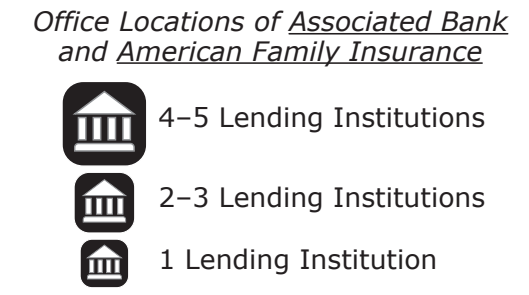 Office Locations of Associated Bank
and American Family Insurance
4–5 Lending Institutions
2–3 Lending Institutions
1 Lending Institution